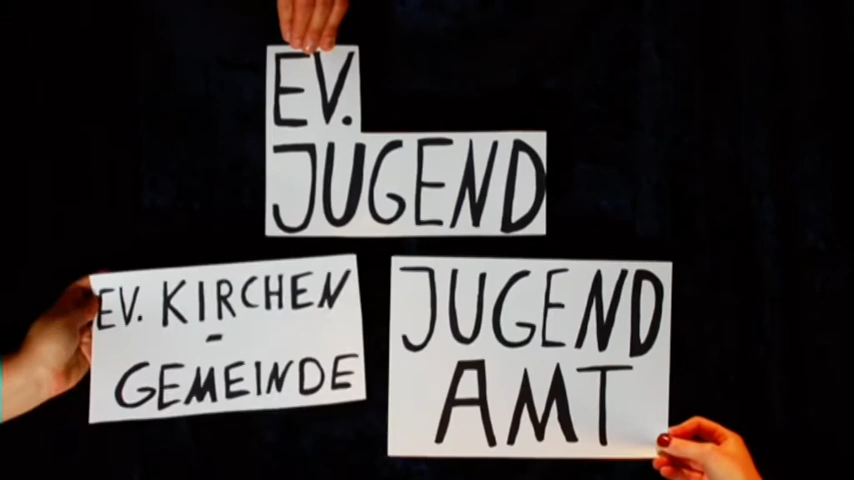 EV.
JUGEND
EV. KIRCHEN
-
GEMEINDE
JUGEND
AMT